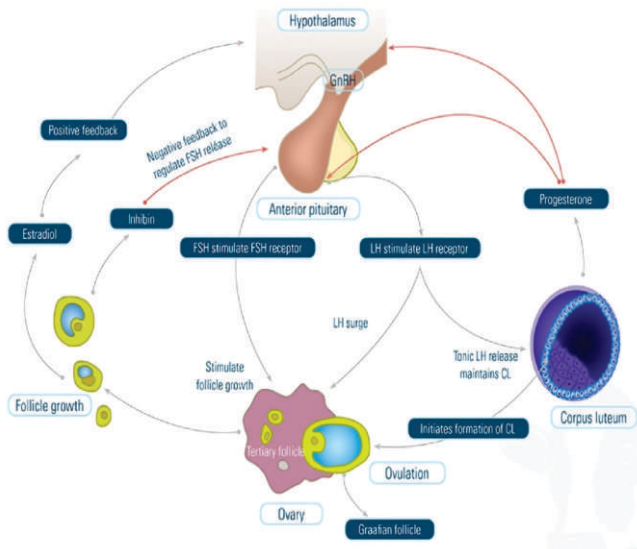 Hypothalamus
GnRH
Positive feedback
Negative feedback to
regulate FSH release
Anterior pituitary
Progesterone
Estradiol
Inhibin
FSH stimulate FSH receptor
LH stimulate LH receptor
LH surge
Tonic LH release
maintains CL
Stimulate
follicle growth
Follicle growth
Corpus luteum
Initiates formation of CL
Tertiary follicle
Ovulation
Ovary
Graafian follicle